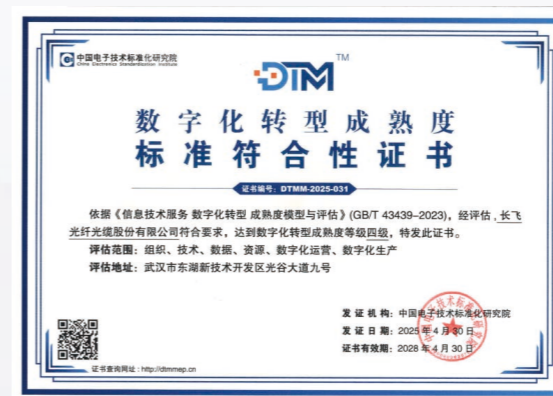 中国电子技术标准化研究院
China Electronics Standardization Institute
DTM TM
数字化转型成熟度
标准符合性证书
证书编号：DTMM-2025-031
依据《信息技术服务 数字化转型 成熟度模型与评估》(GB/T 43439-2023)，经评估，长飞
光纤光缆股份有限公司符合要求，达到数字化转型成熟度等级四级，特发此证书。
评估范围：组织、技术、数据、资源、数字化运营、数字化生产
评估地址：武汉市东湖新技术开发区光谷大道九号
发证机构：中国电子技术标准化研究院
发证日期：2025年4月30日
证书有效期：2028年4月30日
证书查询网址：http://dtmmep.cn